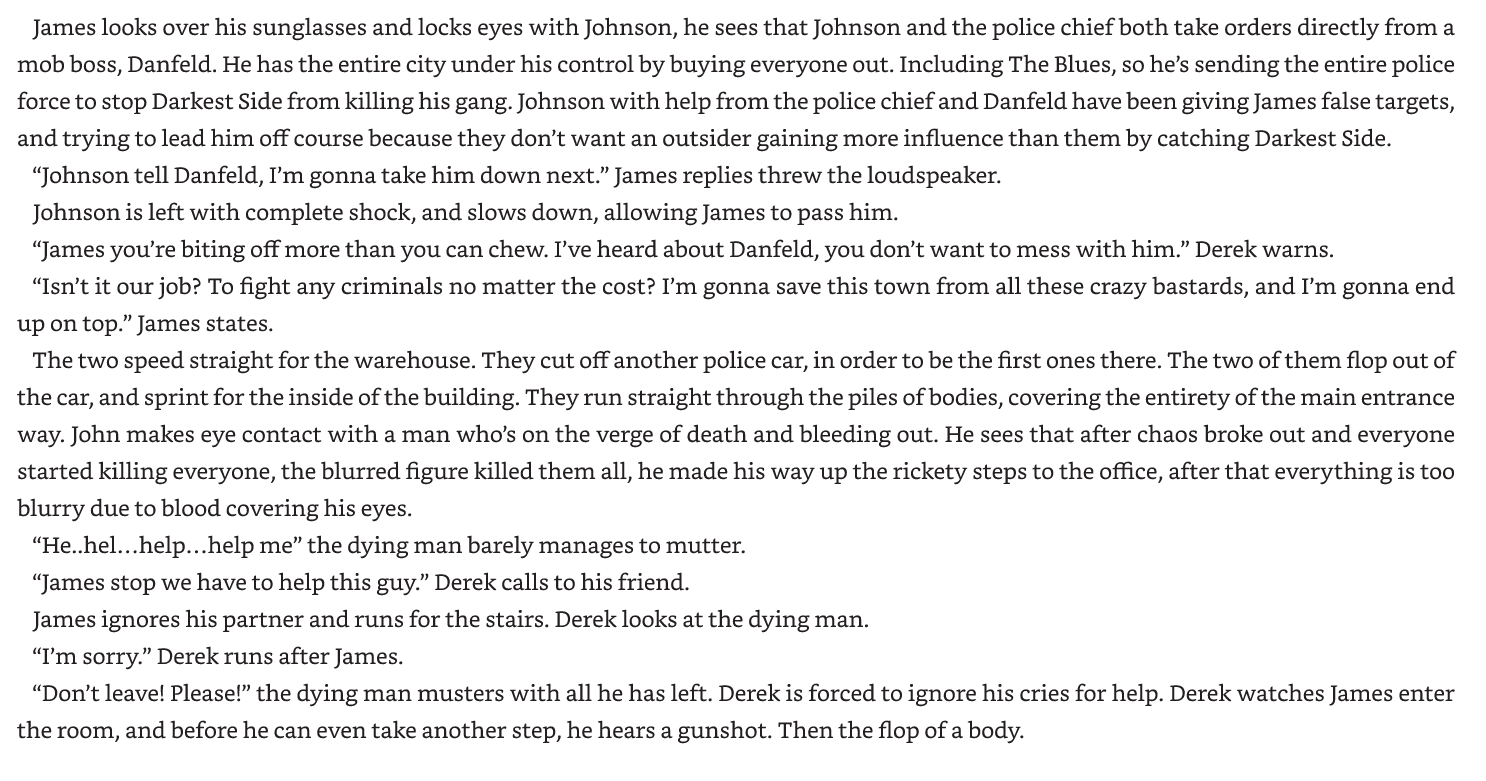 James looks over his sunglasses and locks eyes with Johnson, he sees that Johnson and the police chief both take orders directly from a
mob boss, Danfeld. He has the entire city under his control by buying everyone out. Including The Blues, so he’s sending the entire police
force to stop Darkest Side from killing his gang. Johnson with help from the police chief and Danfeld have been giving James false targets,
and trying to lead him off course because they don’t want an outsider gaining more influence than them by catching Darkest Side.
“Johnson tell Danfeld, I’m gonna take him down next.” James replies threw the loudspeaker.
Johnson is left with complete shock, and slows down, allowing James to pass him.
“James you’re biting off more than you can chew. I’ve heard about Danfeld, you don’t want to mess with him.” Derek warns.
“Isn’t it our job? To fight any criminals no matter the cost? I’m gonna save this town from all these crazy bastards, and I’m gonna end
up on top.” James states.
The two speed straight for the warehouse. They cut off another police car, in order to be the first ones there. The two of them flop out of
the car, and sprint for the inside of the building. They run straight through the piles of bodies, covering the entirety of the main entrance
way. John makes eye contact with a man who’s on the verge of death and bleeding out. He sees that after chaos broke out and everyone
started killing everyone, the blurred figure killed them all, he made his way up the rickety steps to the office, after that everything is too
blurry due to blood covering his eyes.
“He..hel…help…help me” the dying man barely manages to mutter.
“James stop we have to help this guy.” Derek calls to his friend.
James ignores his partner and runs for the stairs. Derek looks at the dying man.
“I’m sorry.” Derek runs after James.
“Don’t leave! Please!” the dying man musters with all he has left. Derek is forced to ignore his cries for help. Derek watches James enter
the room, and before he can even take another step, he hears a gunshot. Then the flop of a body.